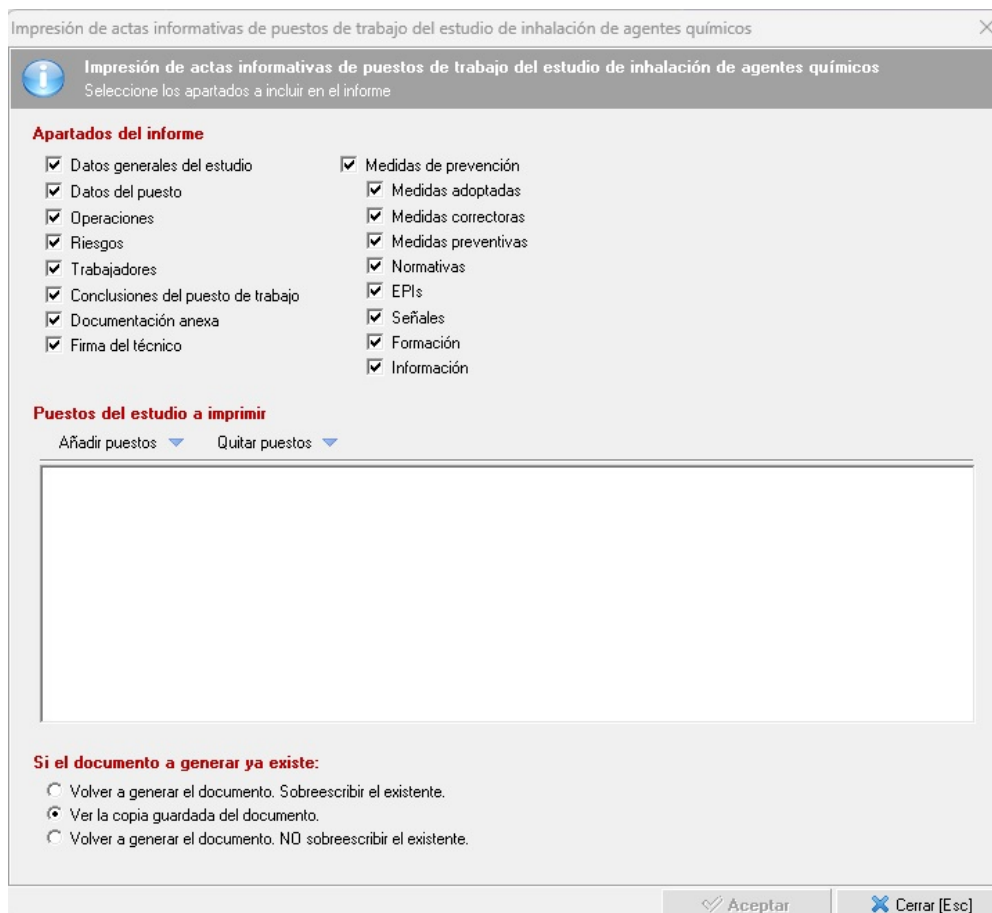 Impresión de actas informativas de puestos de trabajo del estudio de inhalación de agentes químicos
Impresión de actas informativas de puestos de trabajo del estudio de inhalación de agentes químicos
Seleccione los apartados a incluir en el informe
Apartados del informe
Datos generales del estudio
Datos del puesto
Operaciones
Riesgos
Trabajadores
Conclusiones del puesto de trabajo
Documentación anexa
Firma del técnico
Medidas de prevención
Medidas adoptadas
Medidas correctoras
Medidas preventivas
Normativas
EPIs
Señales
Formación
Información
Puestos del estudio a imprimir
Añadir puestos Quitar puestos
Si el documento a generar ya existe:
Volver a generar el documento. Sobreescribir el existente.
Ver la copia guardada del documento.
Volver a generar el documento. NO sobreescribir el existente.
Aceptar Cerrar [Esc]